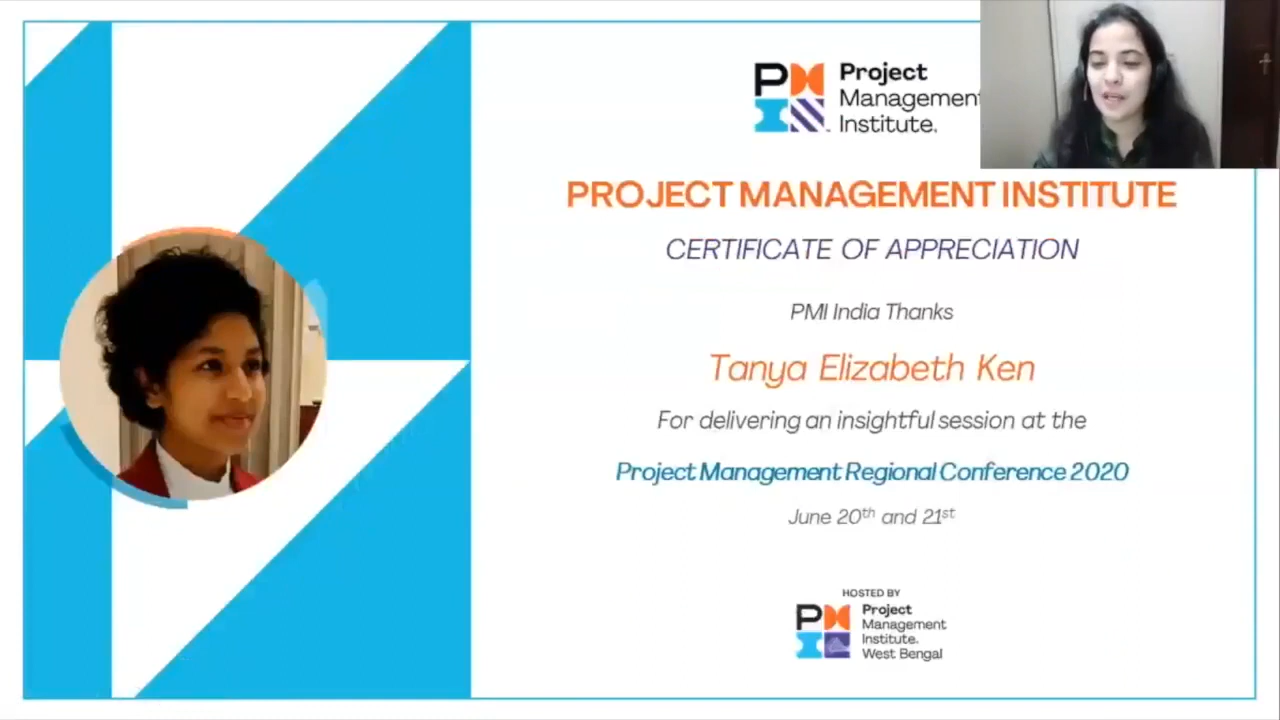 Project
Management
Institute.
PROJECT MANAGEMENT INSTITUTE
CERTIFICATE OF APPRECIATION
PMI India Thanks
Tanya Elizabeth Ken
For delivering an insightful session at the
Project Management Regional Conference 2020
June 20th and 21st
HOSTED BY
Project
Management
Institute.
West Bengal